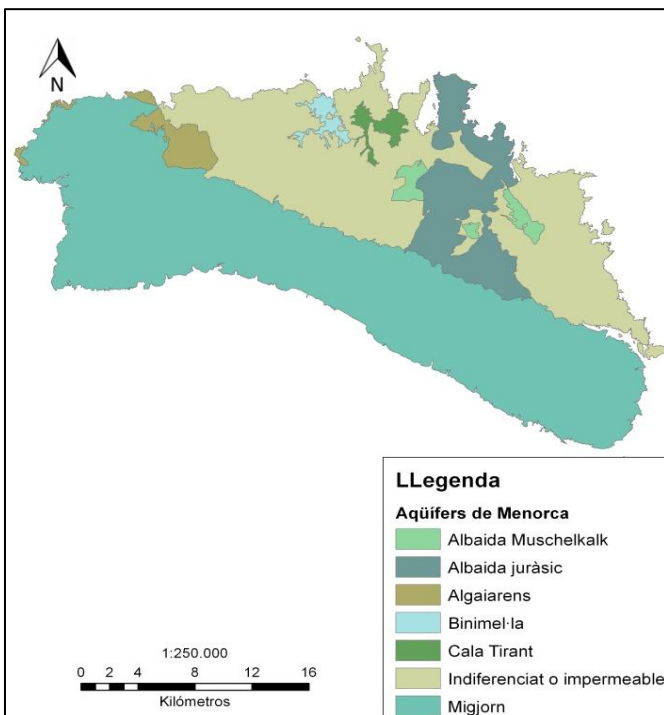 N
LLegenda
Aqüífers de Menorca
Albaida Muschelkalk
Albaida juràsic
Algaiarens
Binimel·la
Cala Tirant
Indiferenciat o impermeable
Migjorn
1:250.000
0 2 4 8 12 16
Kilómetros